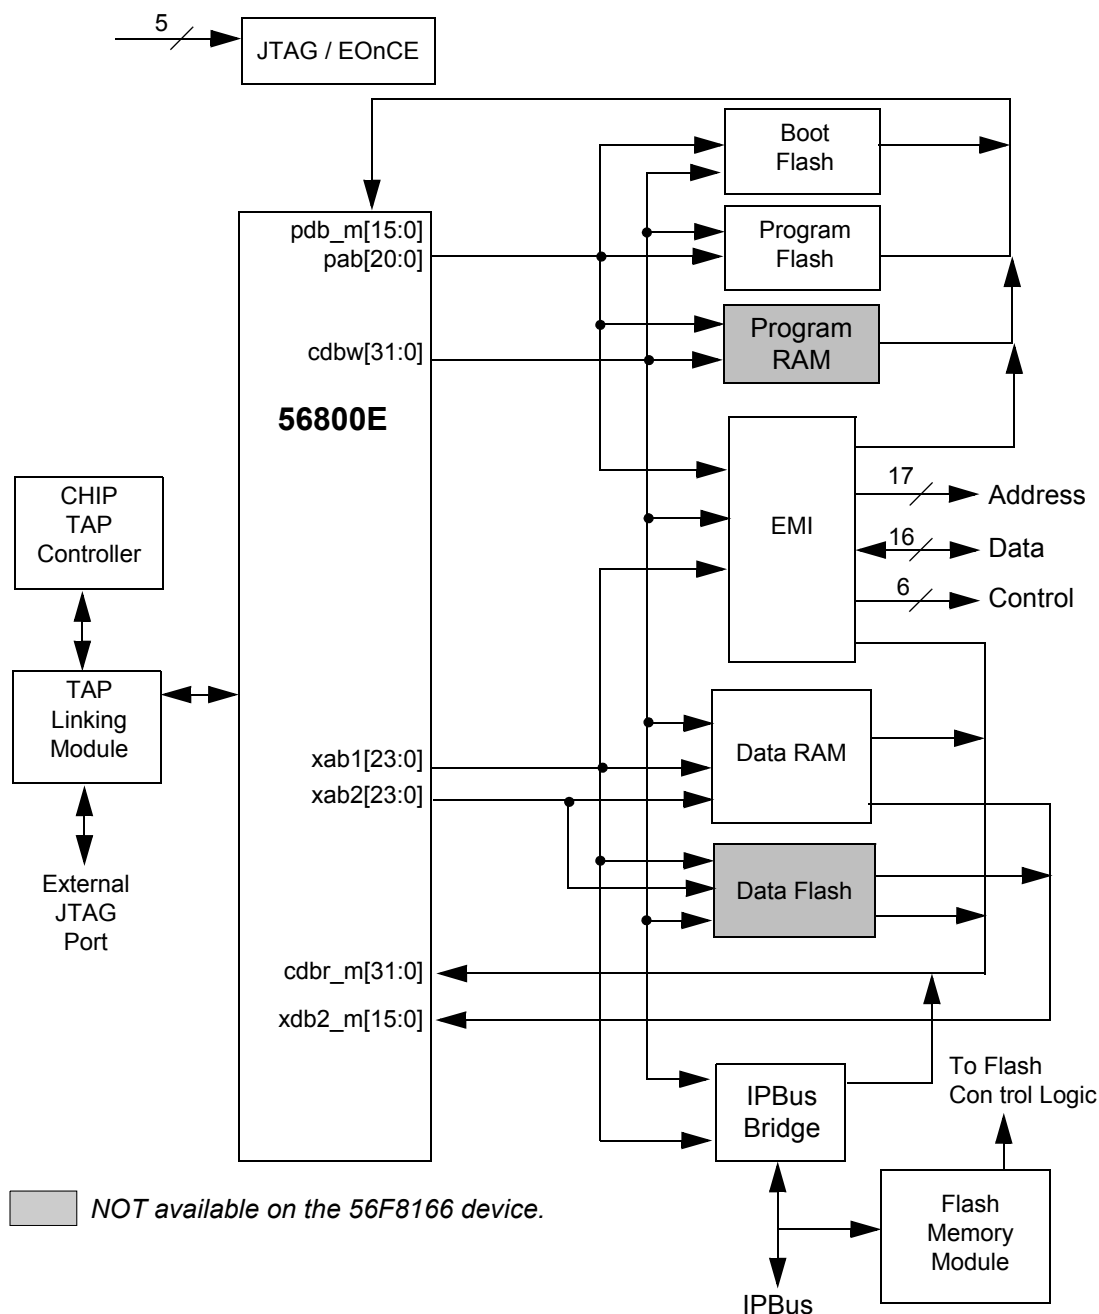 5
JTAG / EOnCE
Boot
Flash
pdb_m[15:0]
pab[20:0]
Program
Flash
cdbw[31:0]
Program
RAM
56800E
CHIP
TAP
Controller
EMI
17
Address
16
Data
6
Control
TAP
Linking
Module
xab1[23:0]
xab2[23:0]
Data RAM
Data Flash
External
JTAG
Port
cdbr_m[31:0]
xdb2_m[15:0]
To Flash
Con trol Logic
IPBus
Bridge
NOT available on the 56F8166 device.
Flash
Memory
Module
IPBus